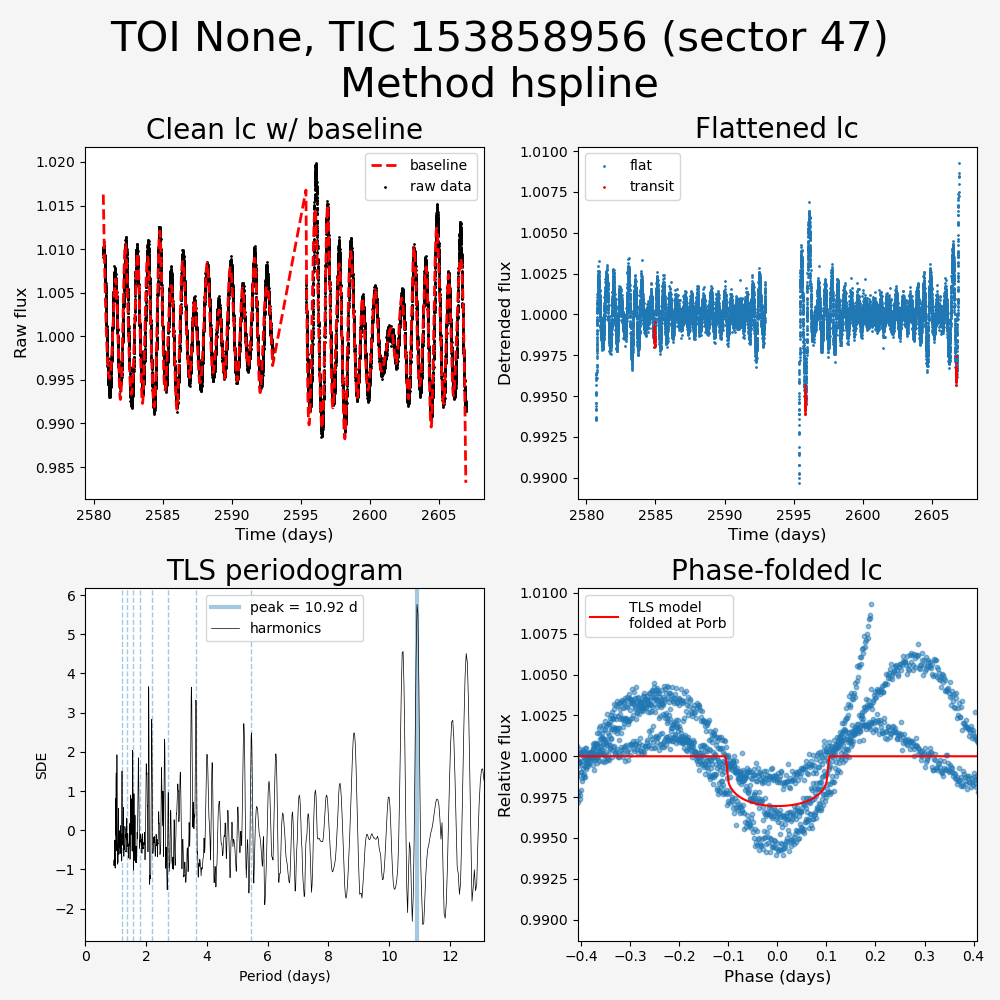 TOI None, TIC 153858956 (sector 47)
Method hspline
Clean lc w/ baseline
1.020
1.015
1.010
1.005
1.000
0.995
0.990
0.985
Raw flux
baseline
raw data
2580
2585
2590
2595
2600
2605
Time (days)
Flattened lc
1.0100
1.0075
1.0050
1.0025
1.0000
0.9975
0.9950
0.9925
0.9900
Detrended flux
flat
transit
2580
2585
2590
2595
2600
2605
Time (days)
TLS periodogram
6
5
4
3
2
1
0
−1
−2
SDE
peak = 10.92 d
harmonics
0
2
4
6
8
10
12
Period (days)
Phase-folded lc
1.0100
1.0075
1.0050
1.0025
1.0000
0.9975
0.9950
0.9925
0.9900
Relative flux
TLS model
folded at Porb
−0.4
−0.3
−0.2
−0.1
0.0
0.1
0.2
0.3
0.4
Phase (days)